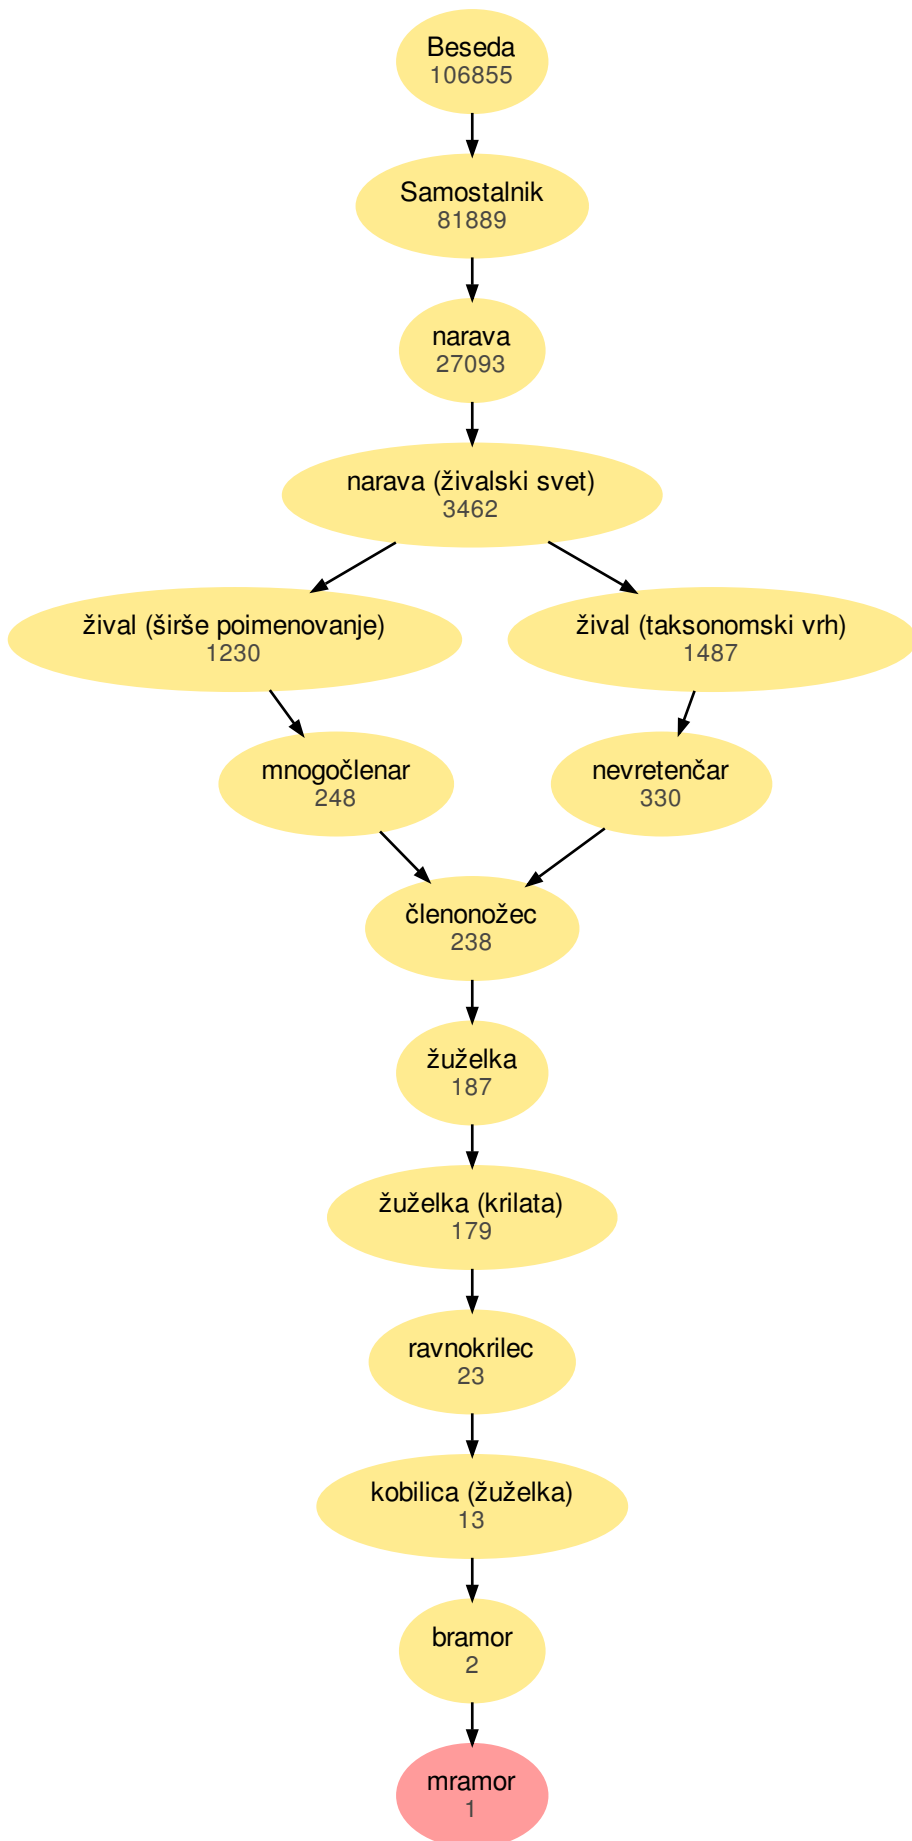 Beseda
106855
Samostalnik
81889
narava
27093
narava (živalski svet)
3462
žival (širše poimenovanje)
1230
žival (taksonomski vrh)
1487
mnogočlenar
248
nevretenčar
330
členonožec
238
žuželka
187
žuželka (krilata)
179
ravnokrilec
23
kobilica (žuželka)
13
bramor
2
mramor
1